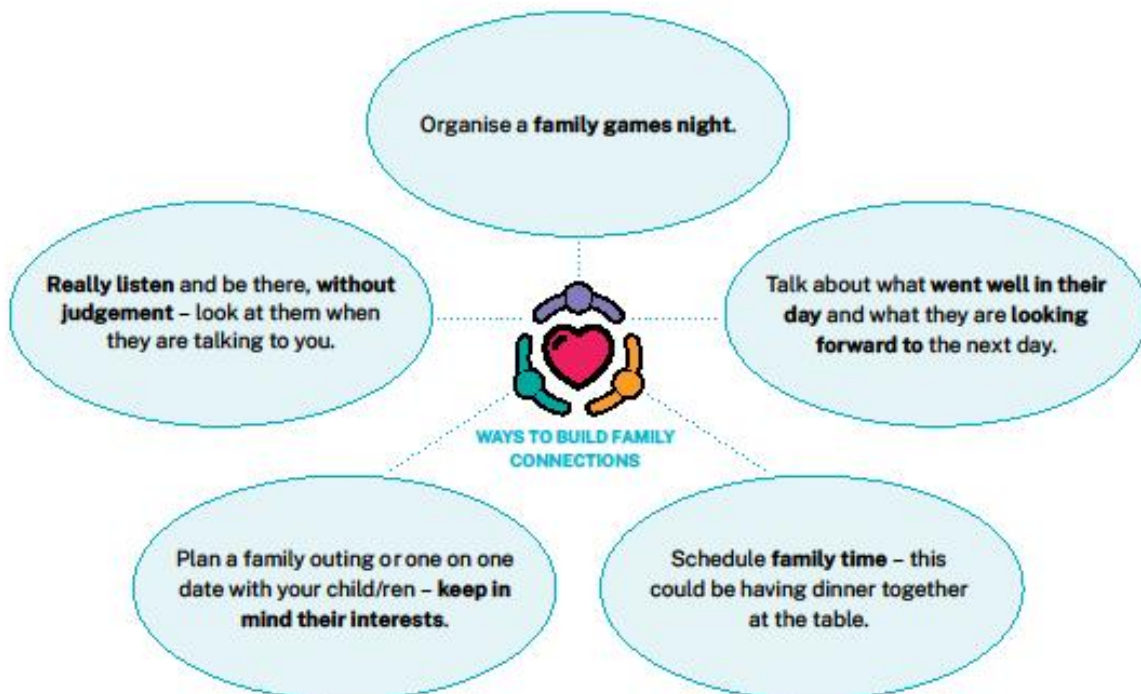 Organise a family games night.
Really listen and be there, without
judgement – look at them when
they are talking to you.
Talk about what went well in their
day and what they are looking
forward to the next day.
WAYS TO BUILD FAMILY
CONNECTIONS
Plan a family outing or one on one
date with your child/ren – keep in
mind their interests.
Schedule family time – this
could be having dinner together
at the table.